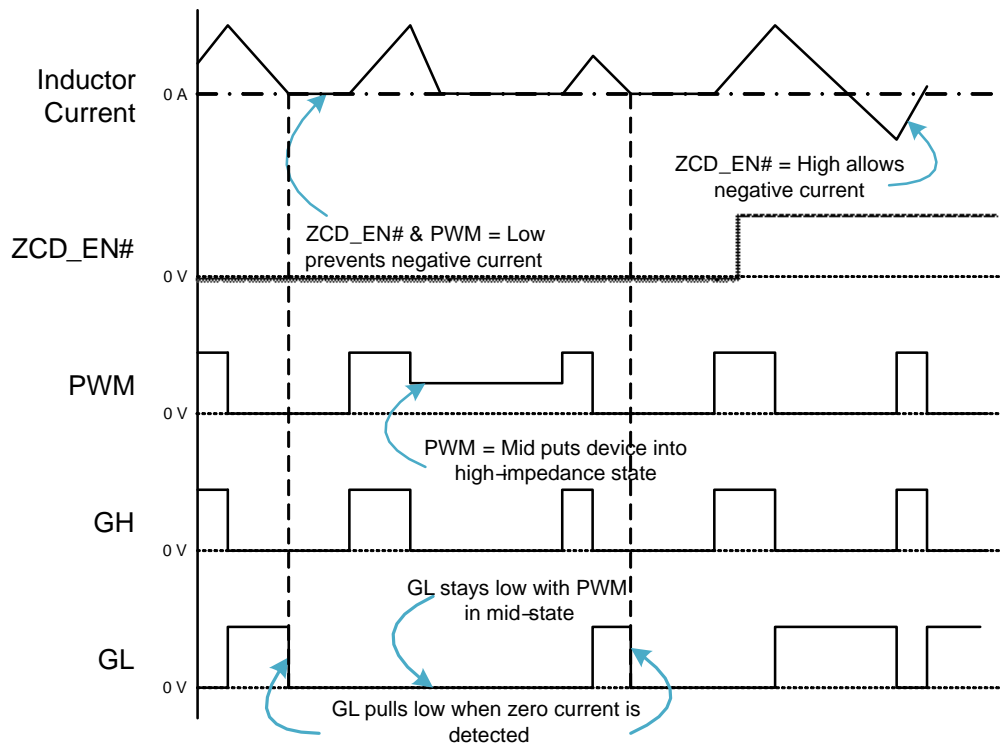 Inductor
Current
0 A
ZCD_EN# = High allows
negative current
ZCD_EN# & PWM = Low
prevents negative current
ZCD_EN#
0 V
PWM
0 V
PWM = Mid puts device into
high-impedance state
GH
0 V
GL stays low with PWM
in mid-state
GL
0 V
GL pulls low when zero current is
detected